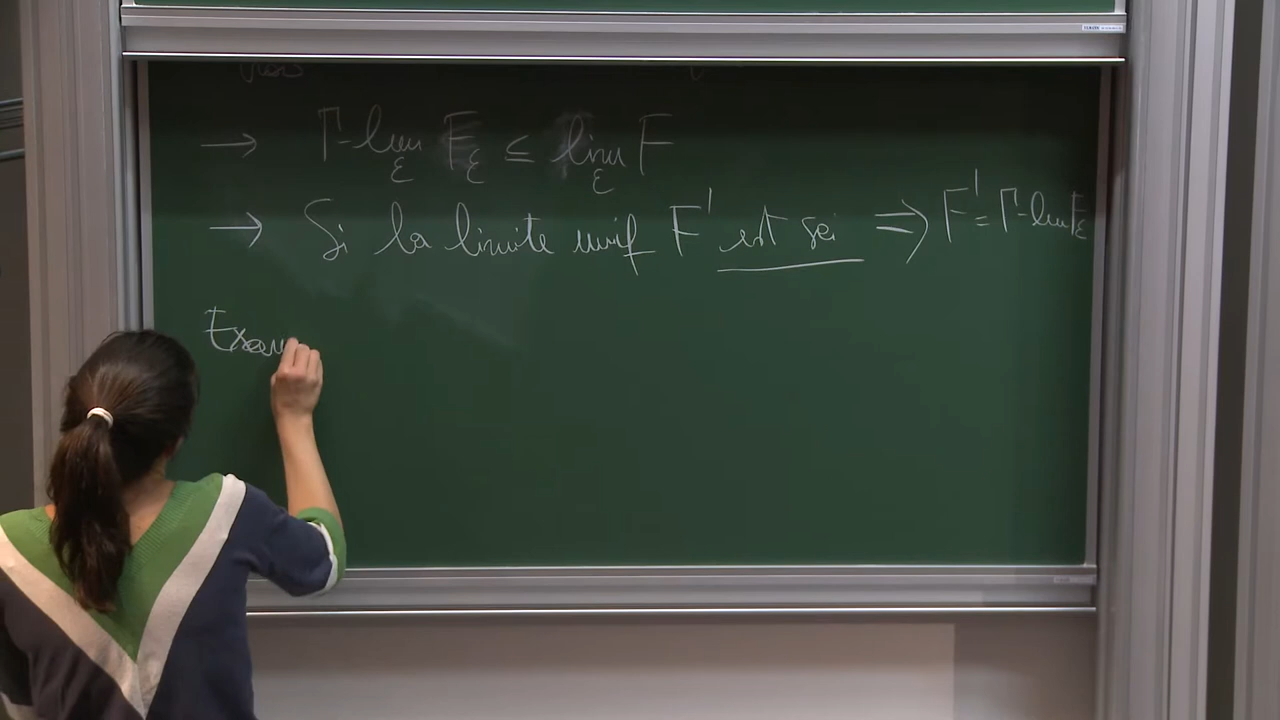 → Γ-lim_ε F_ε ≤ lim_ε F
→ Si la limite unif F' est sci ⇒ F' = Γ-lim F_ε
Exam